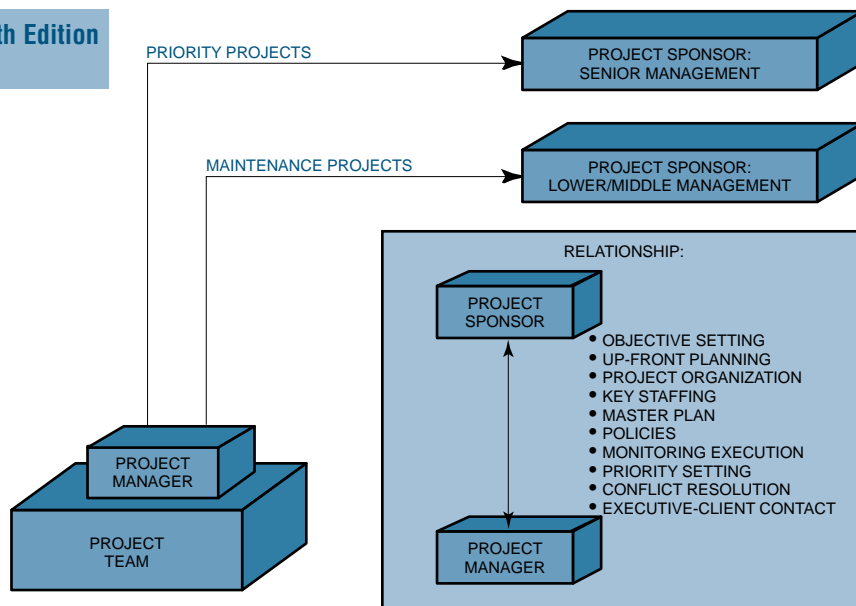 th Edition
PRIORITY PROJECTS
PROJECT SPONSOR:
SENIOR MANAGEMENT
MAINTENANCE PROJECTS
PROJECT SPONSOR:
LOWER/MIDDLE MANAGEMENT
RELATIONSHIP:
PROJECT
SPONSOR
• OBJECTIVE SETTING
• UP-FRONT PLANNING
• PROJECT ORGANIZATION
• KEY STAFFING
• MASTER PLAN
• POLICIES
• MONITORING EXECUTION
• PRIORITY SETTING
• CONFLICT RESOLUTION
• EXECUTIVE-CLIENT CONTACT
PROJECT
MANAGER
PROJECT
MANAGER
PROJECT
TEAM